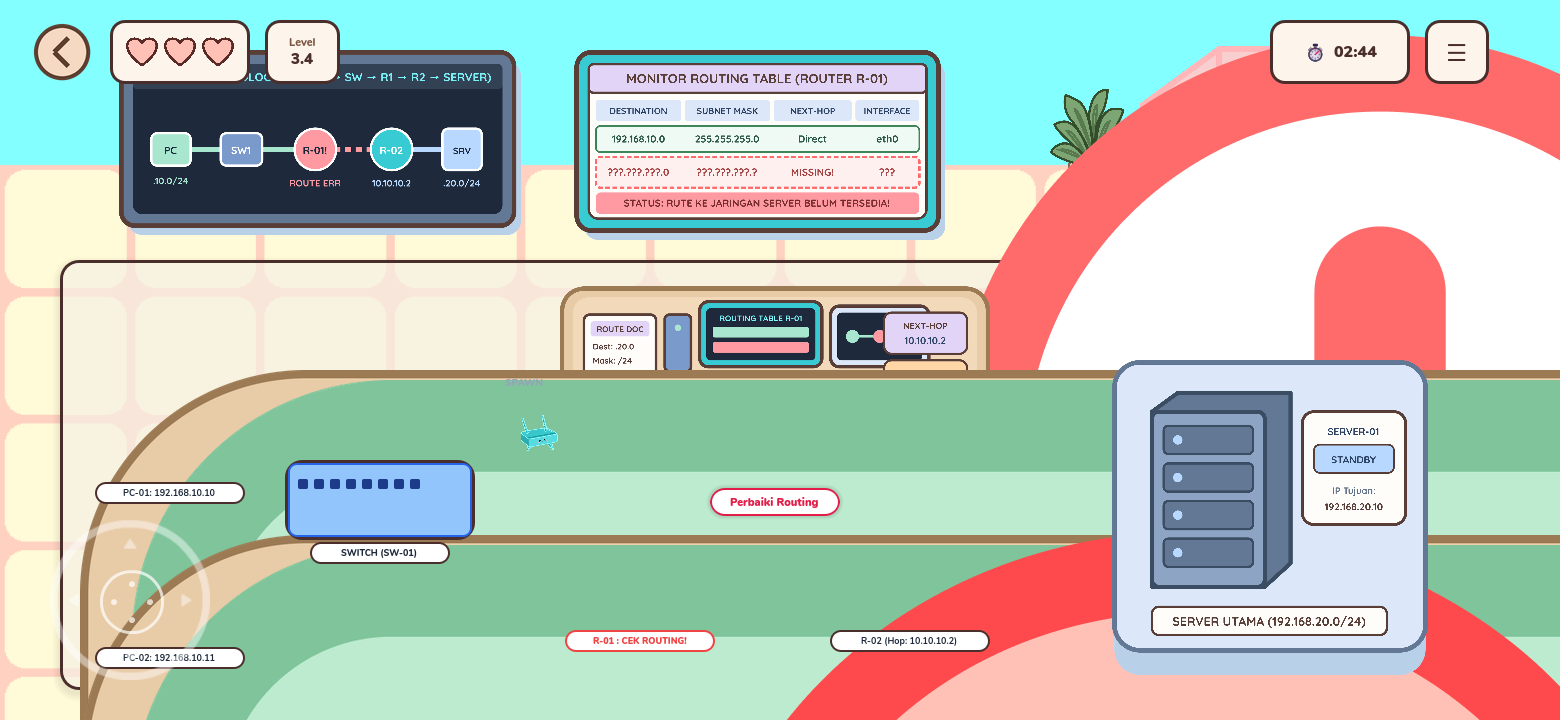 Level
3.4
02:44
SW → R1 → R2 → SERVER)
PC
SW1
R-01!
R-02
SRV
.10.0/24
ROUTE ERR
10.10.10.2
.20.0/24
MONITOR ROUTING TABLE (ROUTER R-01)
DESTINATION SUBNET MASK NEXT-HOP INTERFACE
192.168.10.0 255.255.255.0 Direct eth0
???.???.???.0 ???.???.???.? MISSING! ???
STATUS: RUTE KE JARINGAN SERVER BELUM TERSEDIA!
ROUTE DOC
Dest: .20.0
Mask: /24
ROUTING TABLE R-01
NEXT-HOP
10.10.10.2
SPAWN
PC-01: 192.168.10.10
SWITCH (SW-01)
Perbaiki Routing
SERVER-01
STANDBY
IP Tujuan:
192.168.20.10
SERVER UTAMA (192.168.20.0/24)
PC-02: 192.168.10.11
R-01 : CEK ROUTING!
R-02 (Hop: 10.10.10.2)